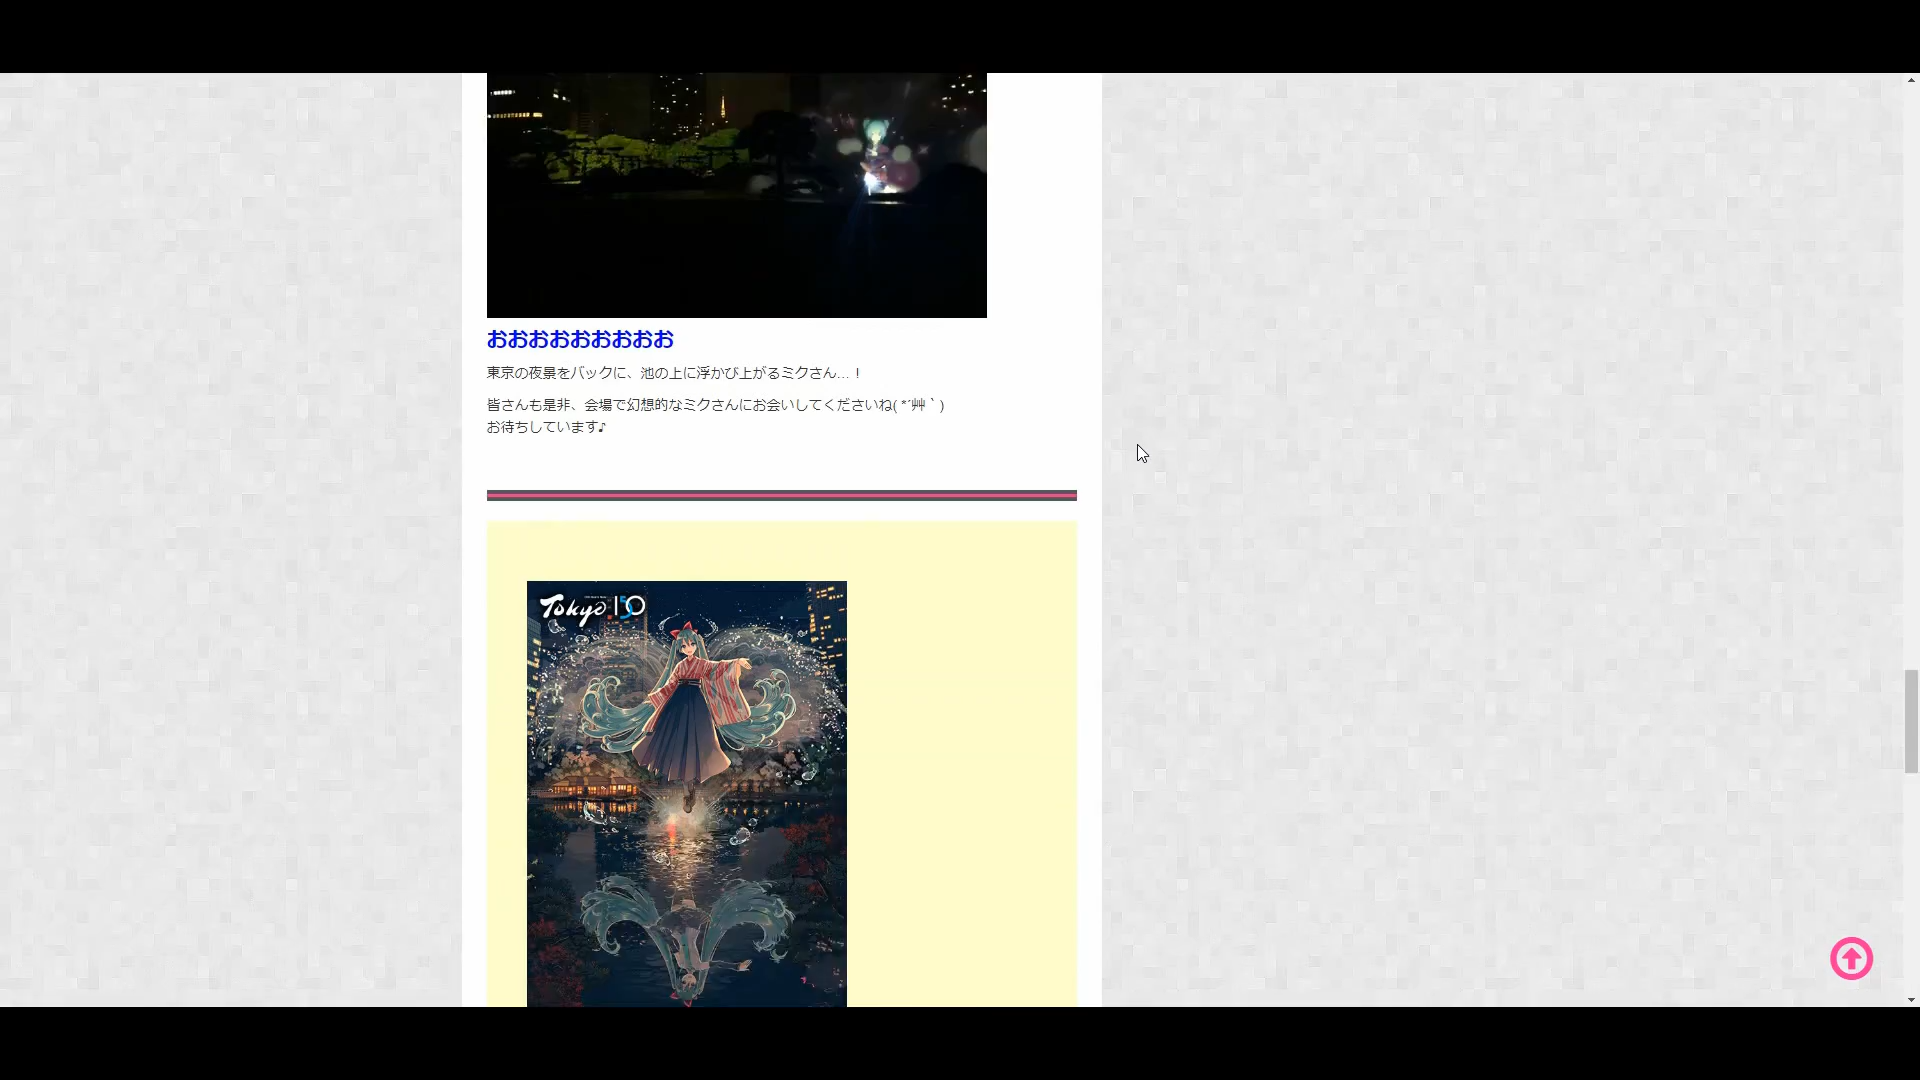 おおおおおおおおお
東京の夜景をバックに、池の上に浮かび上がるミクさん…！
皆さんも是非、会場で幻想的なミクさんにお会いしてくださいね( *´艸｀)
お待ちしています♪
Tokyo 150